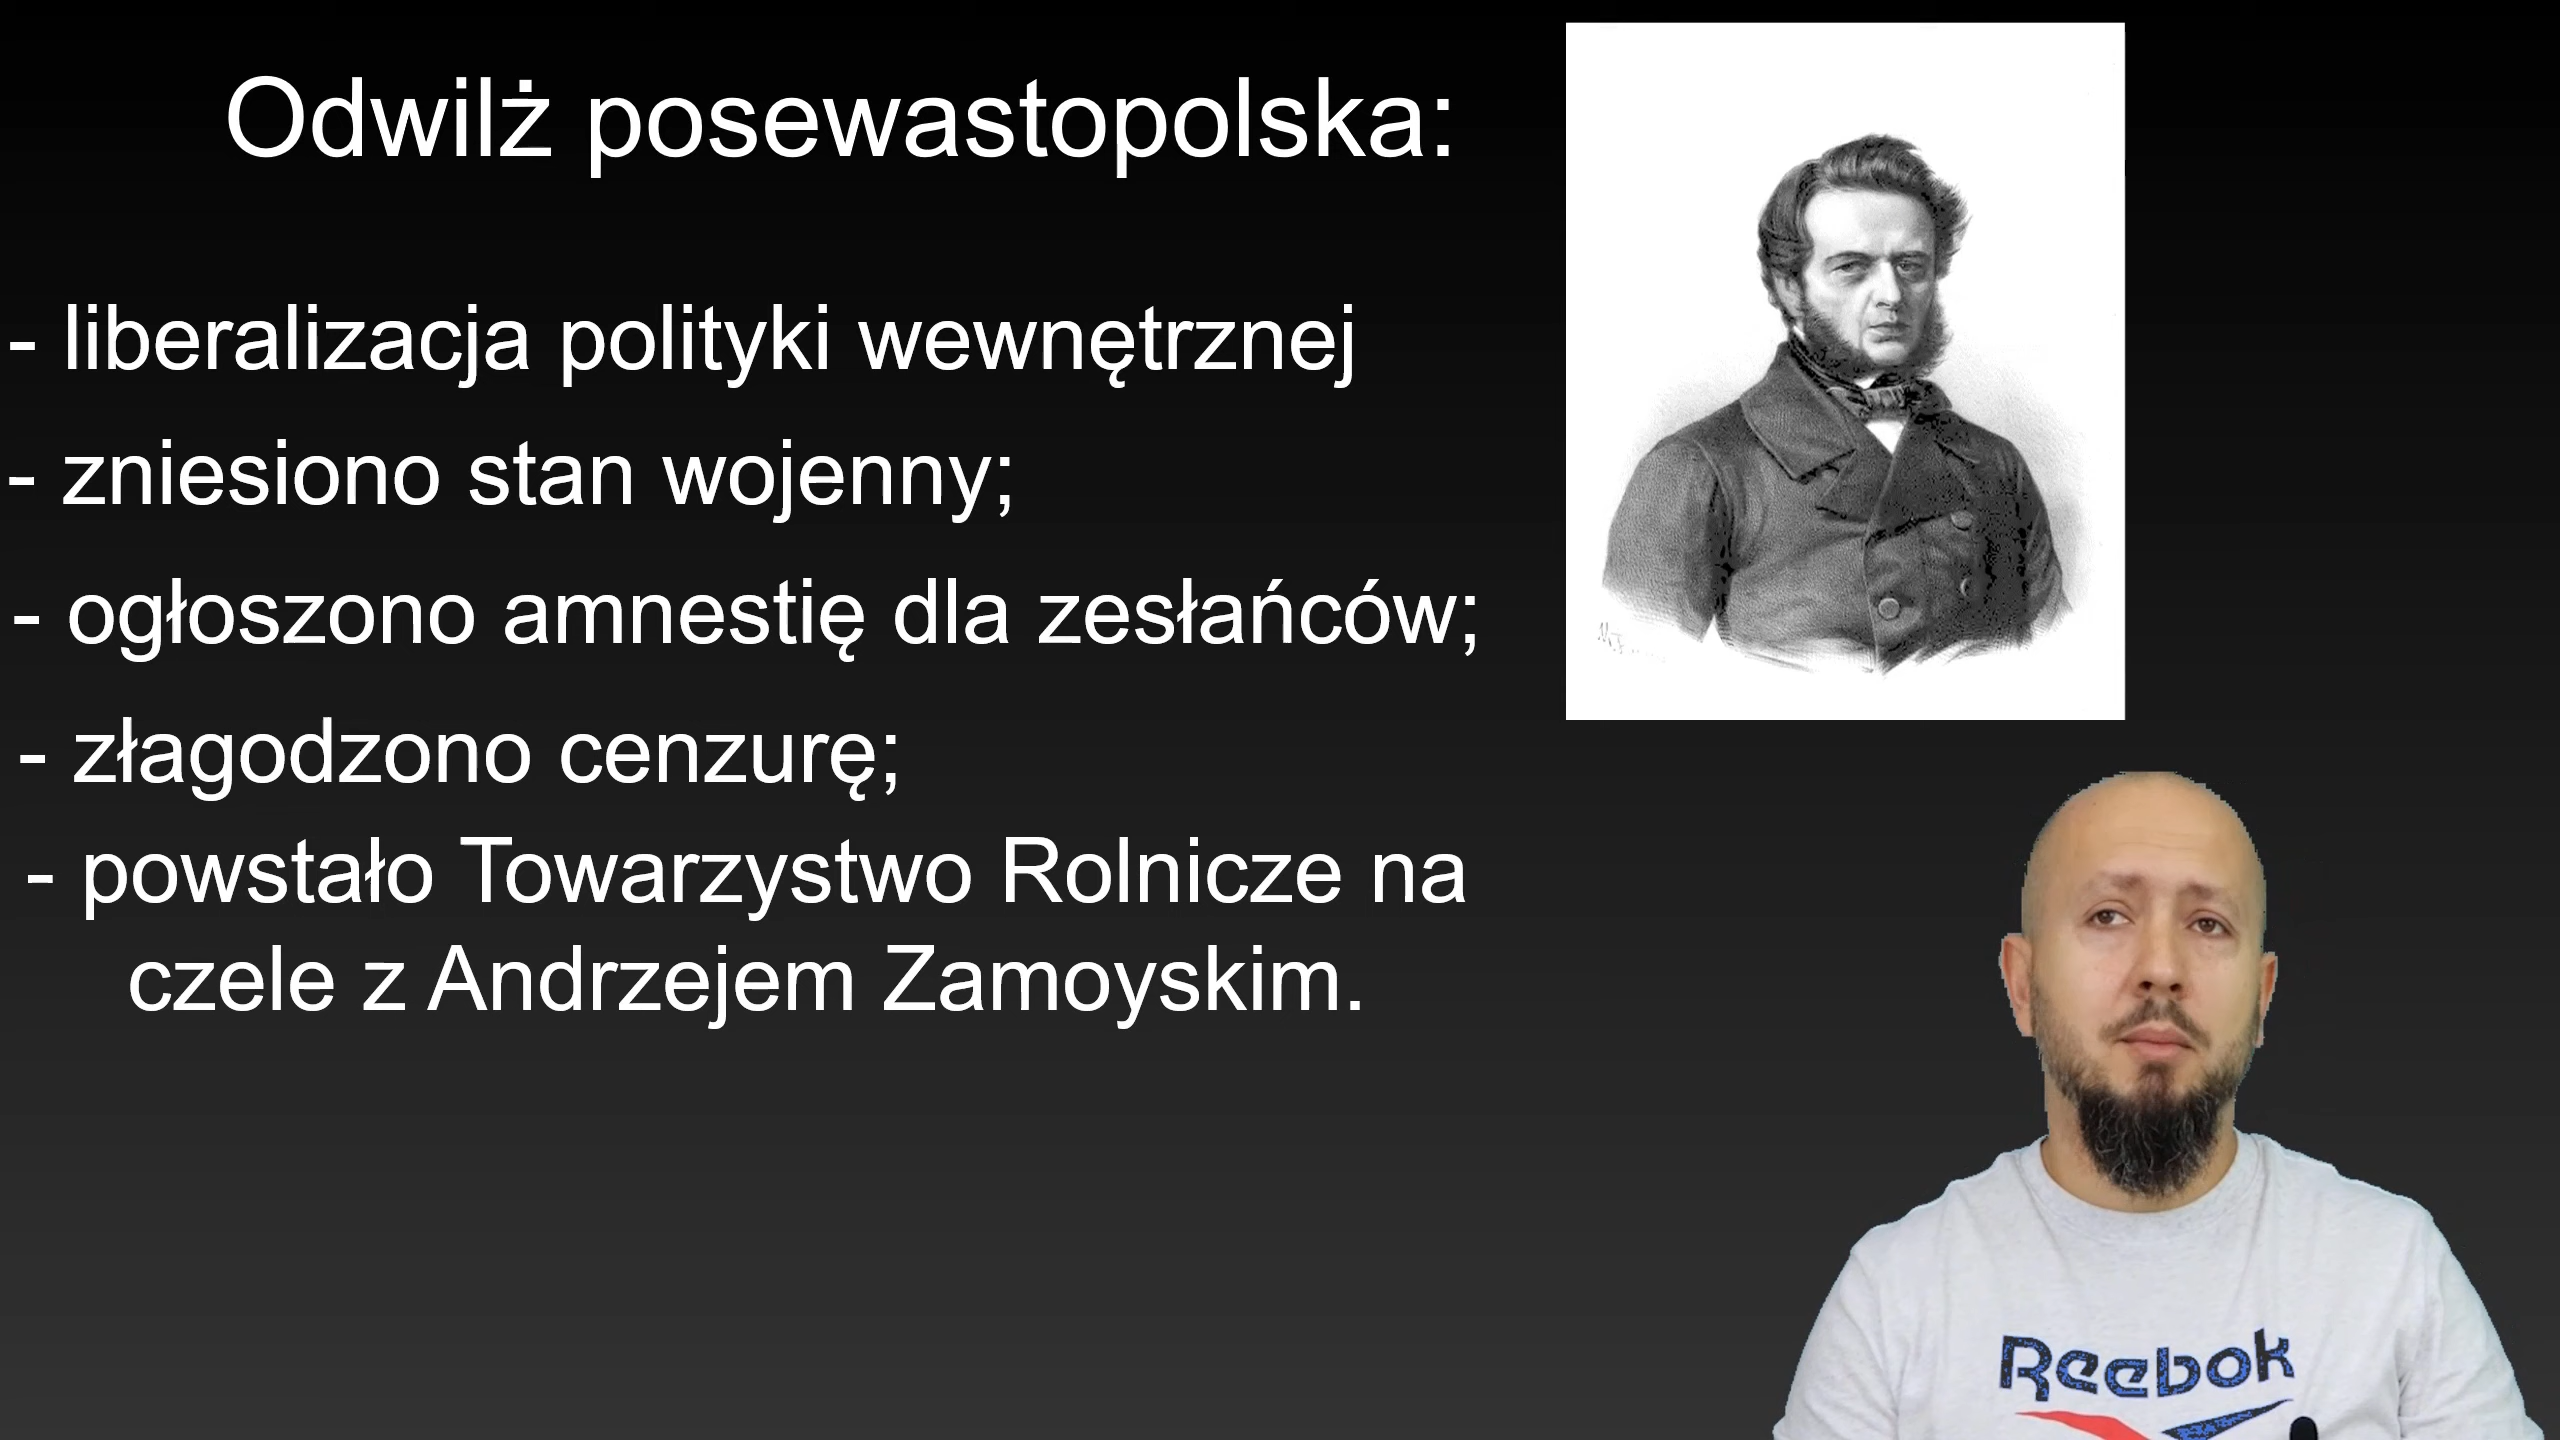 Odwilż posewastopolska:
- liberalizacja polityki wewnętrznej
- zniesiono stan wojenny;
- ogłoszono amnestię dla zesłańców;
- złagodzono cenzurę;
- powstało Towarzystwo Rolnicze na
czele z Andrzejem Zamoyskim.
Reebok